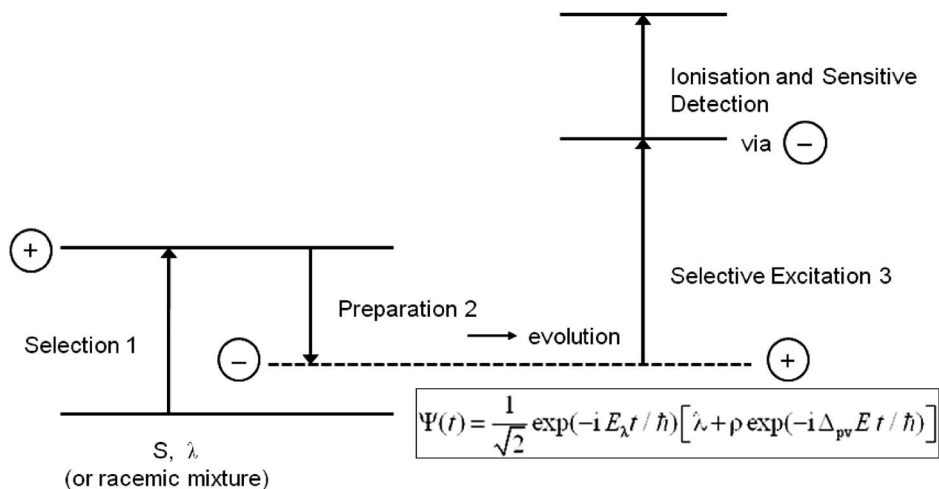 Ionisation and Sensitive
Detection
via −
+
Selective Excitation 3
Preparation 2
→ evolution
Selection 1
−
+
Ψ(t) = 1/√2 exp(−i E_λ t / ħ)[λ + ρ exp(−i Δ_pv E t / ħ)]
S, λ
(or racemic mixture)